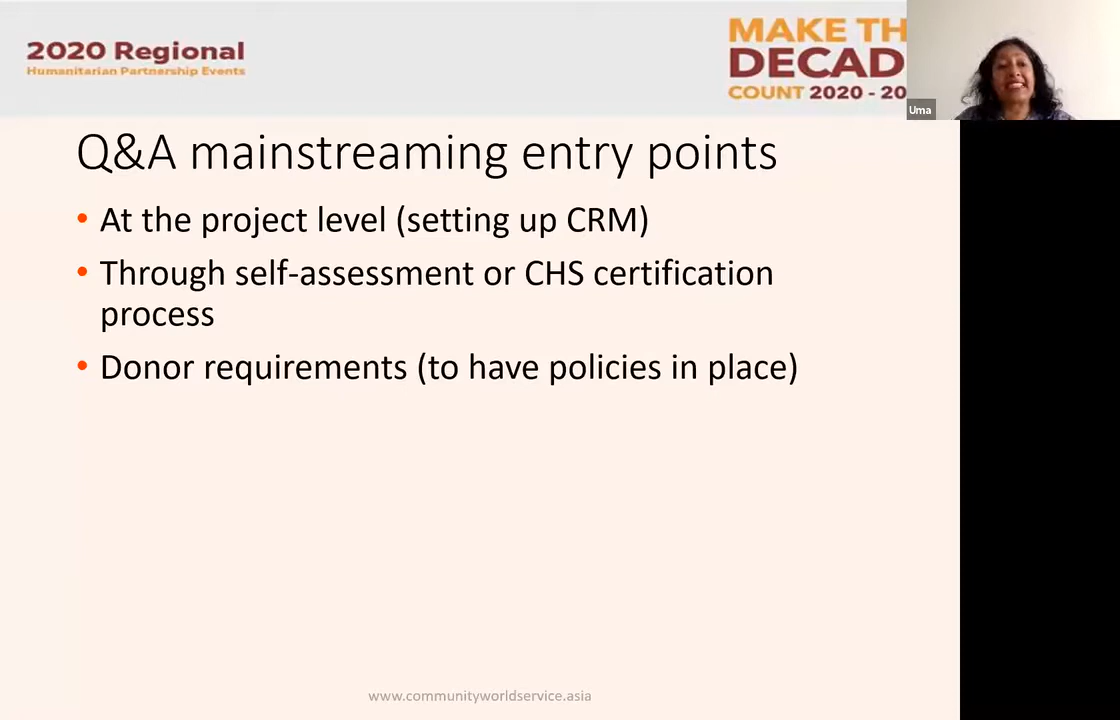 2020 Regional
Humanitarian Partnership Events
MAKE TH
DECAD
COUNT 2020 - 20
Uma
Q&A mainstreaming entry points
• At the project level (setting up CRM)
• Through self-assessment or CHS certification
process
• Donor requirements (to have policies in place)
www.communityworldservice.asia